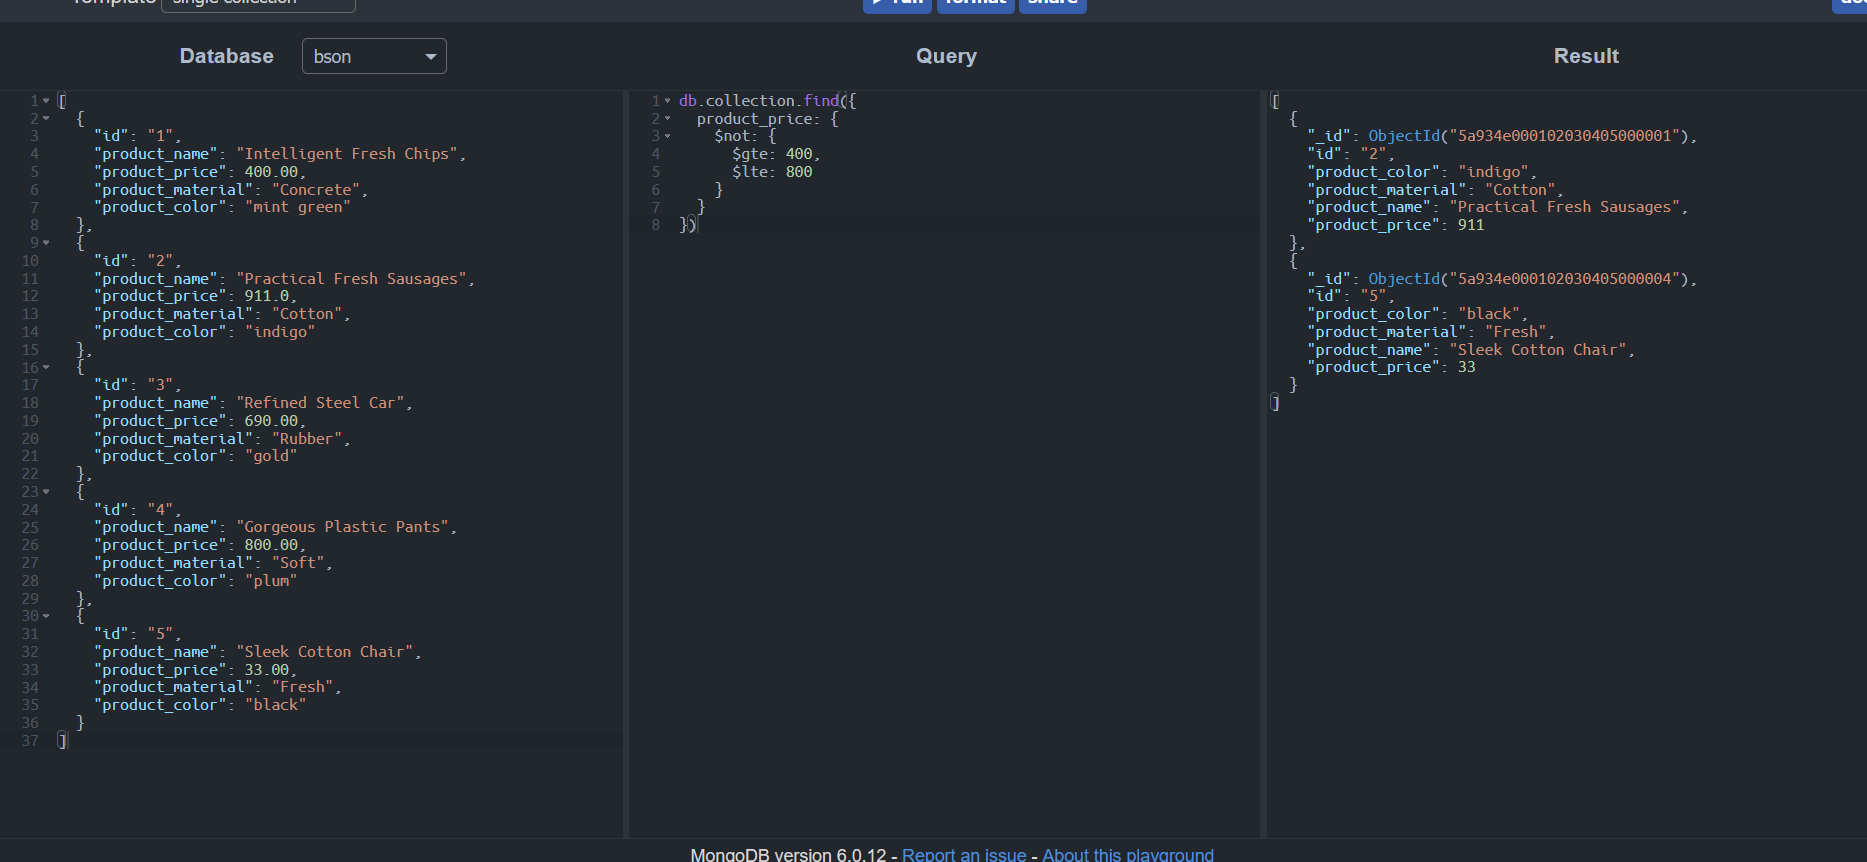 Template single collection
run format share
Database bson Query Result
1 [
2 {
3 "id": "1",
4 "product_name": "Intelligent Fresh Chips",
5 "product_price": 400.00,
6 "product_material": "Concrete",
7 "product_color": "mint green"
8 },
9 {
10 "id": "2",
11 "product_name": "Practical Fresh Sausages",
12 "product_price": 911.0,
13 "product_material": "Cotton",
14 "product_color": "indigo"
15 },
16 {
17 "id": "3",
18 "product_name": "Refined Steel Car",
19 "product_price": 690.00,
20 "product_material": "Rubber",
21 "product_color": "gold"
22 },
23 {
24 "id": "4",
25 "product_name": "Gorgeous Plastic Pants",
26 "product_price": 800.00,
27 "product_material": "Soft",
28 "product_color": "plum"
29 },
30 {
31 "id": "5",
32 "product_name": "Sleek Cotton Chair",
33 "product_price": 33.00,
34 "product_material": "Fresh",
35 "product_color": "black"
36 }
37 ]
1 db.collection.find({
2 product_price: {
3 $not: {
4 $gte: 400,
5 $lte: 800
6 }
7 }
8 })
[
{
"_id": ObjectId("5a934e000102030405000001"),
"id": "2",
"product_color": "indigo",
"product_material": "Cotton",
"product_name": "Practical Fresh Sausages",
"product_price": 911
},
{
"_id": ObjectId("5a934e000102030405000004"),
"id": "5",
"product_color": "black",
"product_material": "Fresh",
"product_name": "Sleek Cotton Chair",
"product_price": 33
}
]
MongoDB version 6.0.12 - Report an issue - About this playground